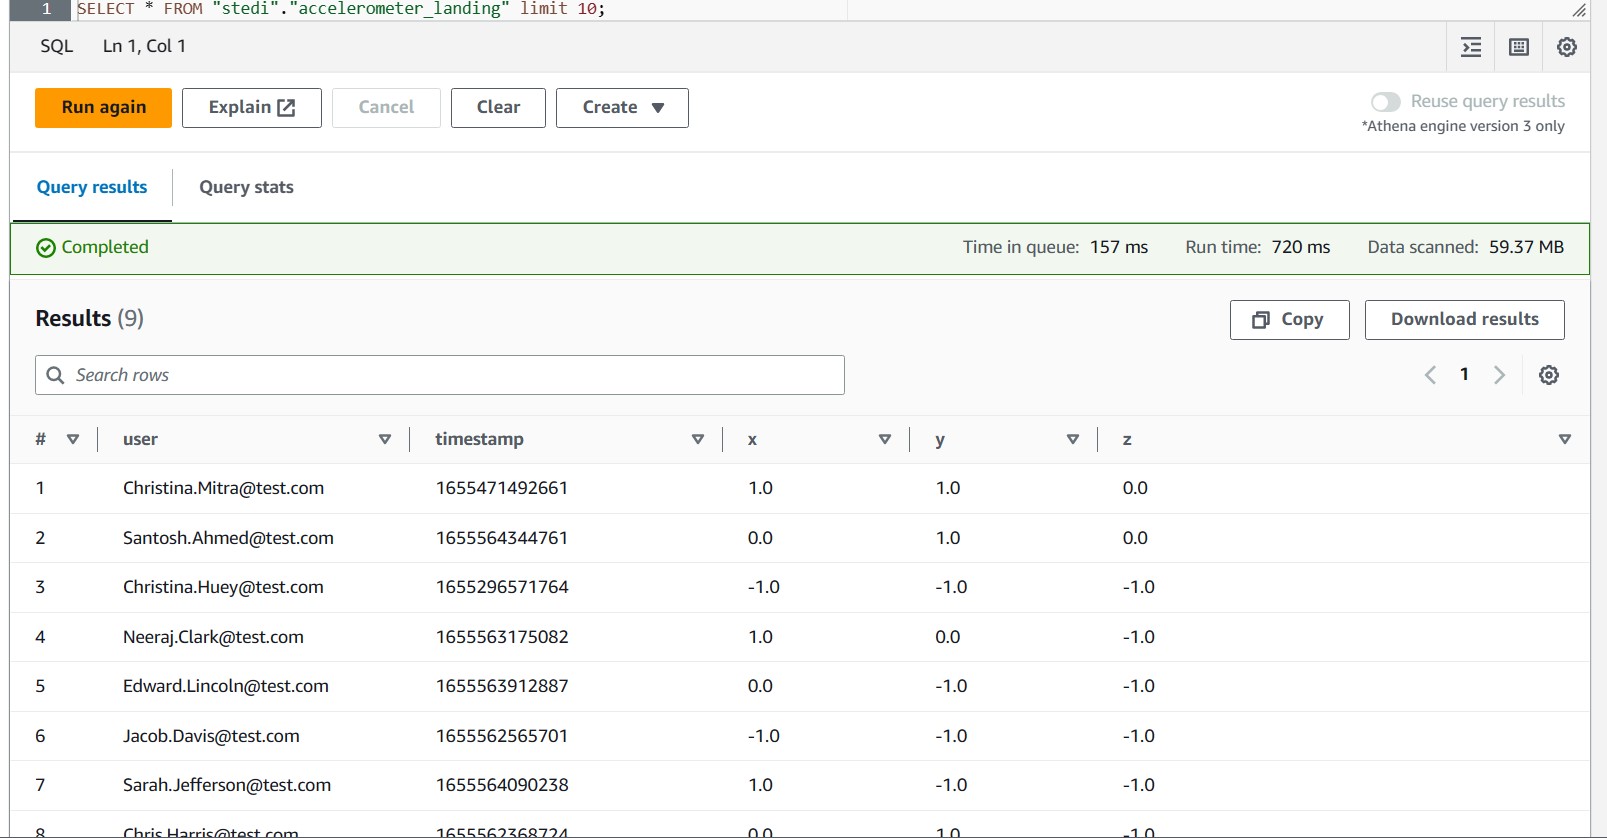 1 SELECT * FROM "stedi"."accelerometer_landing" limit 10;
SQL Ln 1, Col 1
Run again Explain Cancel Clear Create Reuse query results
*Athena engine version 3 only
Query results Query stats
Completed Time in queue: 157 ms Run time: 720 ms Data scanned: 59.37 MB
Results (9) Copy Download results
Search rows 1
# user timestamp x y z
1 Christina.Mitra@test.com 1655471492661 1.0 1.0 0.0
2 Santosh.Ahmed@test.com 1655564344761 0.0 1.0 0.0
3 Christina.Huey@test.com 1655296571764 -1.0 -1.0 -1.0
4 Neeraj.Clark@test.com 1655563175082 1.0 0.0 -1.0
5 Edward.Lincoln@test.com 1655563912887 0.0 -1.0 -1.0
6 Jacob.Davis@test.com 1655562565701 -1.0 -1.0 -1.0
7 Sarah.Jefferson@test.com 1655564090238 1.0 -1.0 -1.0
8 Chris.Harris@test.com 1655562368724 0.0 1.0 -1.0